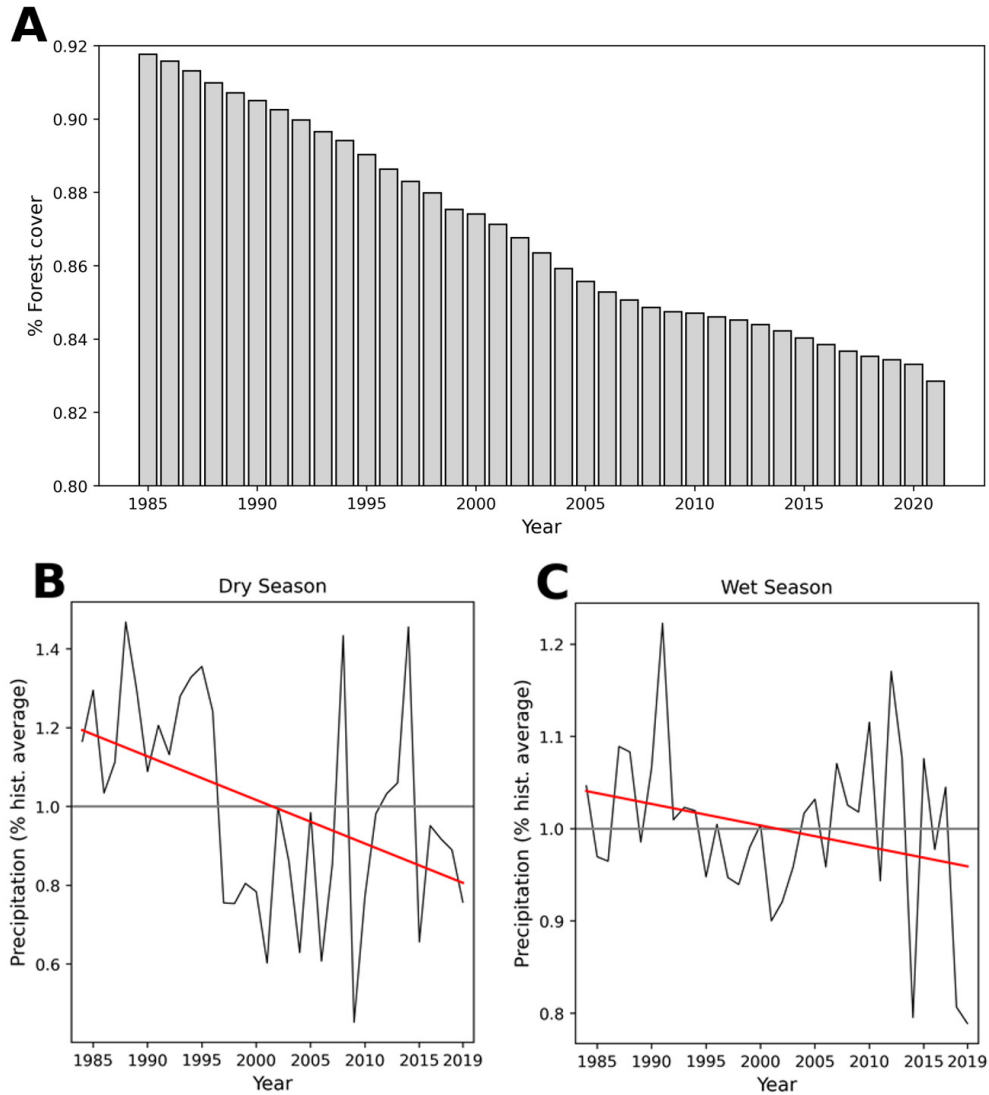 A
% Forest cover
0.92
0.90
0.88
0.86
0.84
0.82
0.80
1985 1990 1995 2000 2005 2010 2015 2020
Year
B
Dry Season
Precipitation (% hist. average)
1.4
1.2
1.0
0.8
0.6
1985 1990 1995 2000 2005 2010 2015 2019
Year
C
Wet Season
Precipitation (% hist. average)
1.2
1.1
1.0
0.9
0.8
1985 1990 1995 2000 2005 2010 2015 2019
Year